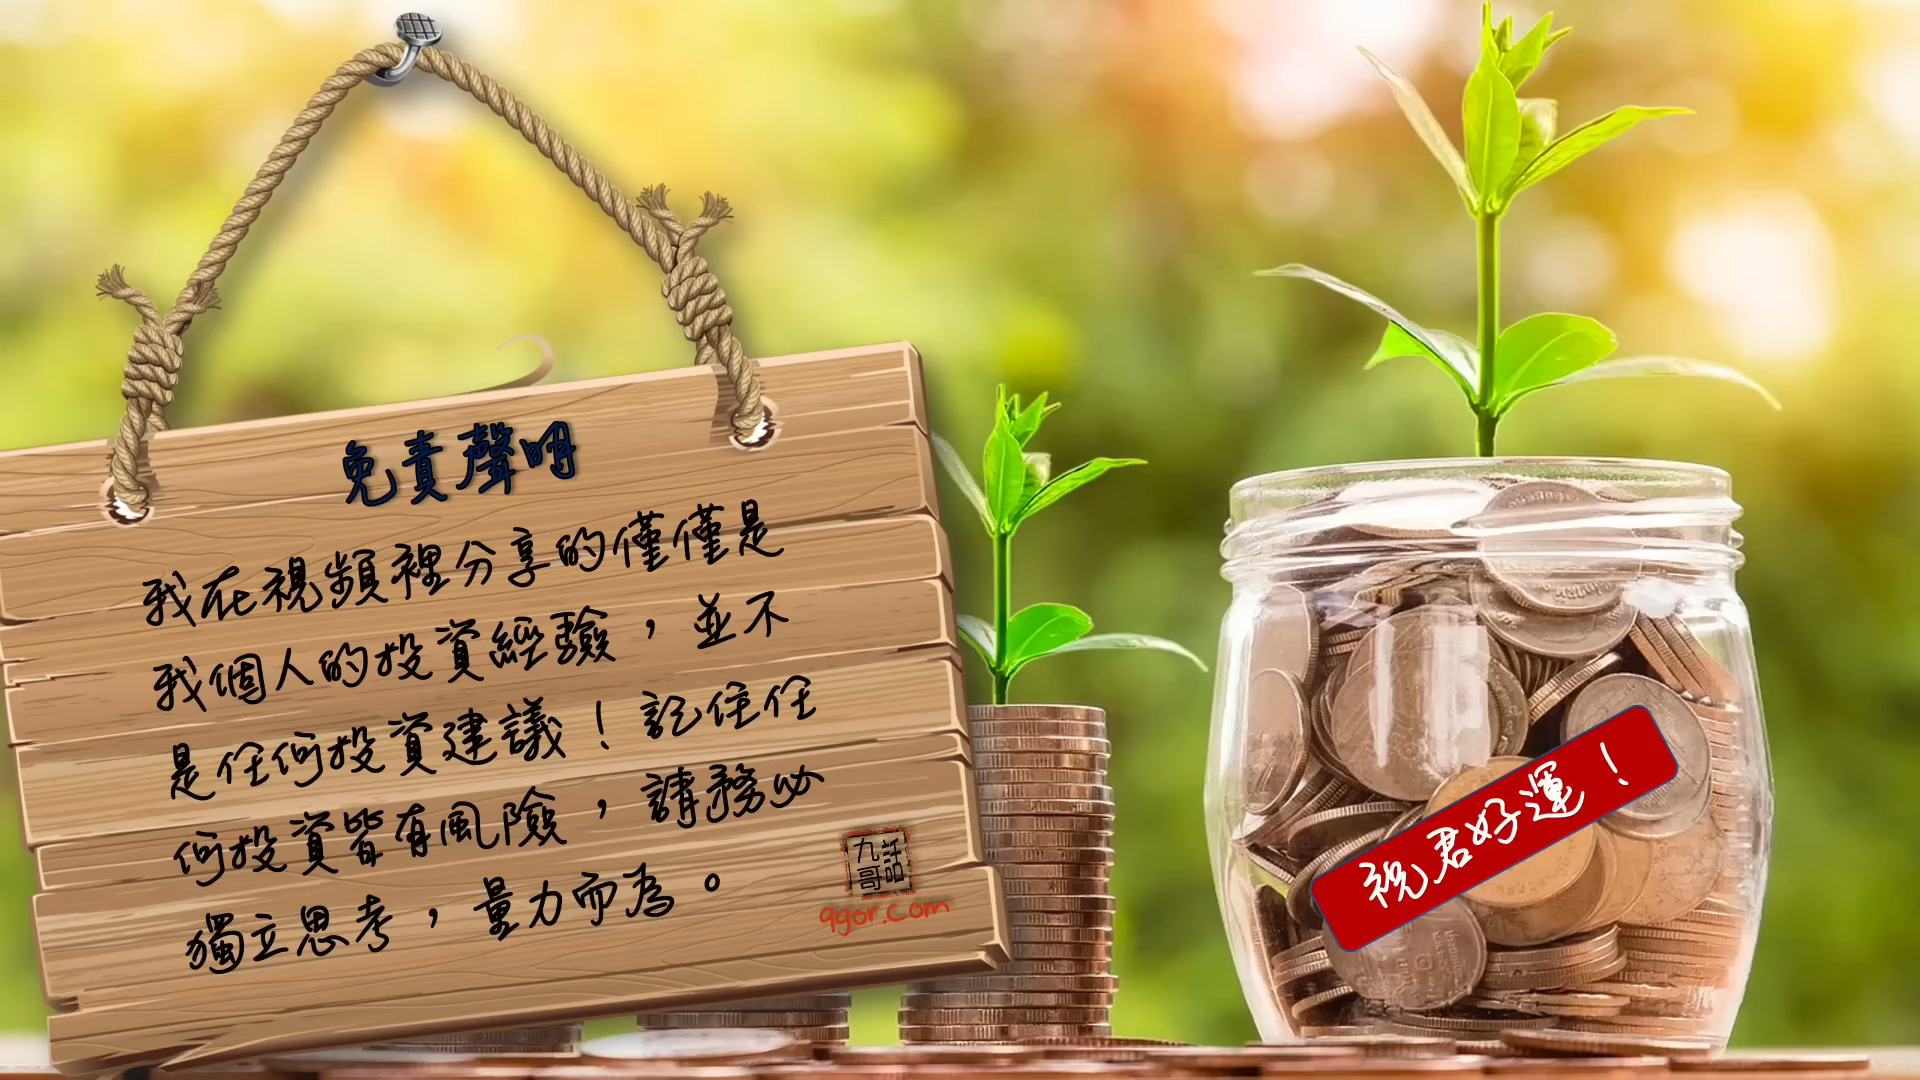 免責聲明
我在視頻裡分享的僅僅是
我個人的投資經驗，並不
是任何投資建議！記住任
何投資皆有風險，請務必
獨立思考，量力而為。
九哥話
9gor.com
祝君好運！